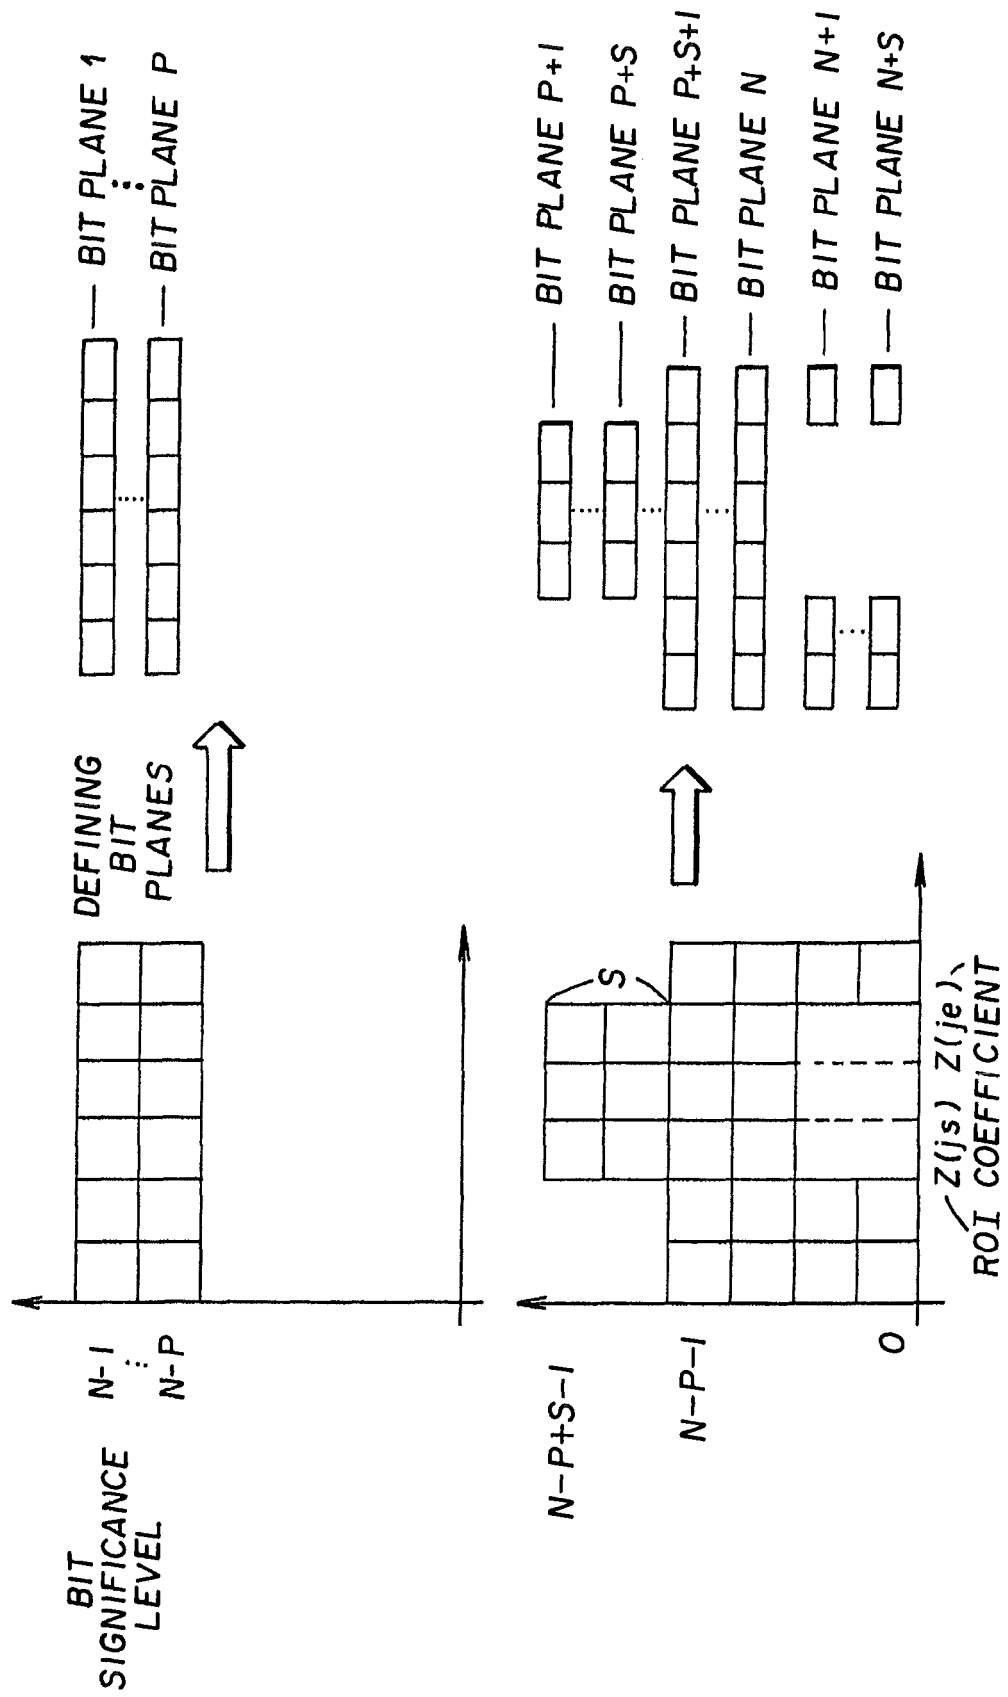 BIT
SIGNIFICANCE
LEVEL
N-1
N-P
DEFINING
BIT
PLANES
BIT PLANE 1
BIT PLANE P
N-P+S-1
N-P-1
0
S
Z(js) Z(je)
ROI COEFFICIENT
BIT PLANE P+1
BIT PLANE P+S
BIT PLANE P+S+1
BIT PLANE N
BIT PLANE N+1
BIT PLANE N+S